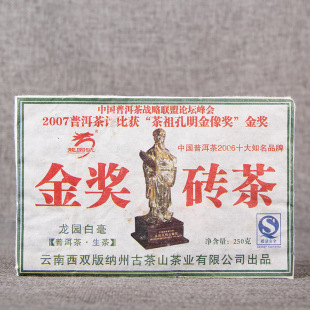 中国普洱茶战略联盟论坛峰会
2007普洱茶评比获“茶祖孔明金像奖”金奖
龙园号
中国普洱茶2006十大知名品牌
金奖 砖茶
龙园白毫
【普洱茶·生茶】
净含量：250克
云南西双版纳州古茶山茶业有限公司出品